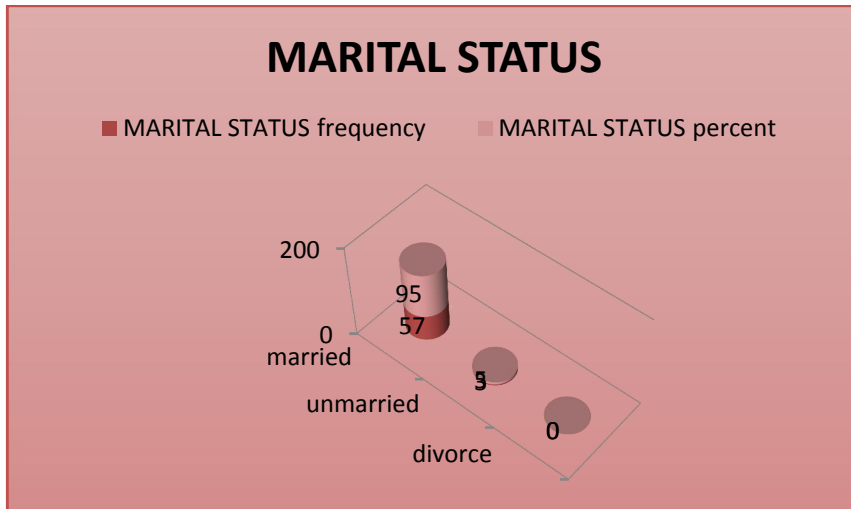 MARITAL STATUS
MARITAL STATUS frequency MARITAL STATUS percent
200
95
57
0
married
unmarried
divorce
0